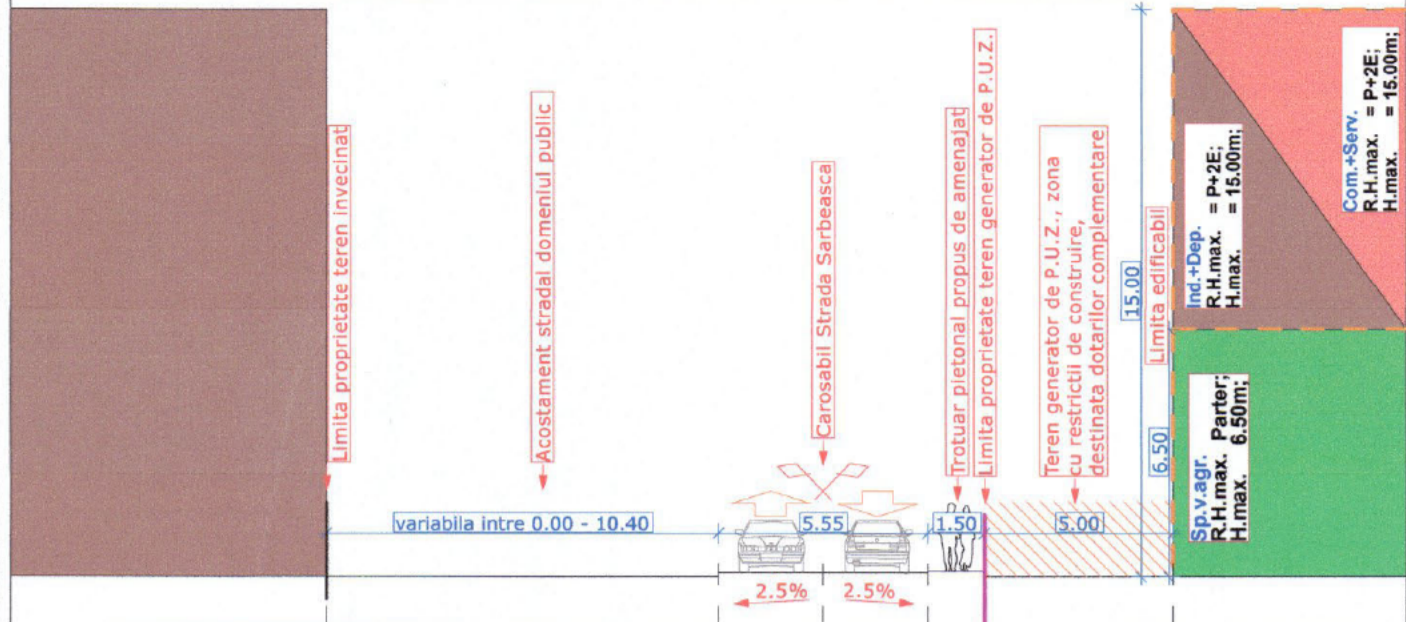 Limita proprietate teren invecinat
Acostament stradal domeniul public
Carosabil Strada Sarbeasca
Trotuar pietonal propus de amenajat
Limita proprietate teren generator de P.U.Z.
Teren generator de P.U.Z., zona
cu restrictii de construire,
destinata dotarilor complementare
15.00
Limita edificabil
6.50
Ind.+Dep.
R.H.max. = P+2E;
H.max. = 15.00m;
Com.+Serv.
R.H.max. = P+2E;
H.max. = 15.00m;
Sp.v.agr.
R.H.max. Parter;
H.max. 6.50m;
variabila intre 0.00 - 10.40
5.55
1.50
5.00
2.5%
2.5%